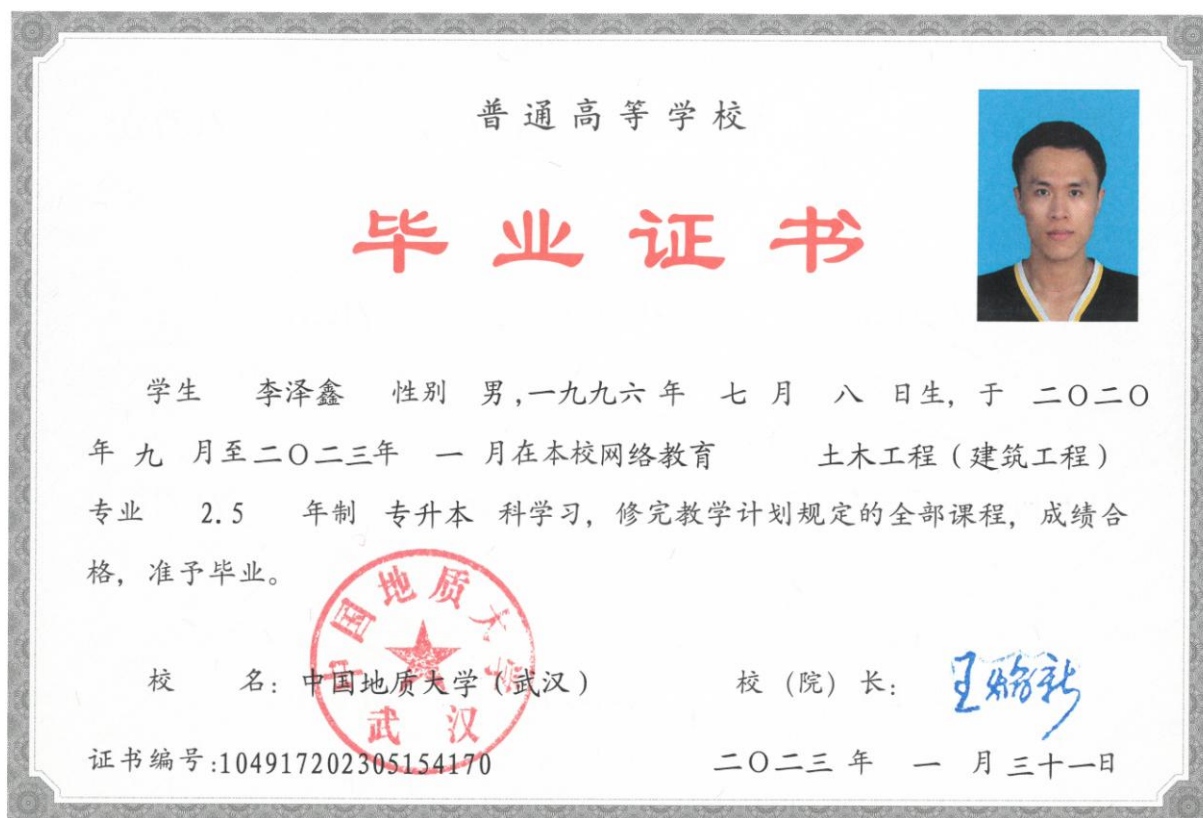 普通高等学校
毕业证书
学生 李泽鑫 性别 男,一九九六年 七 月 八 日生, 于 二〇二〇
年 九 月至二〇二三年 一 月在本校网络教育 土木工程(建筑工程)
专业 2.5 年制 专升本 科学习, 修完教学计划规定的全部课程, 成绩合
格, 准予毕业。
中国地质大学
武汉
校 名: 中国地质大学(武汉) 校(院)长: 王焰新
证书编号:104917202305154170 二〇二三 年 一 月 三十一日